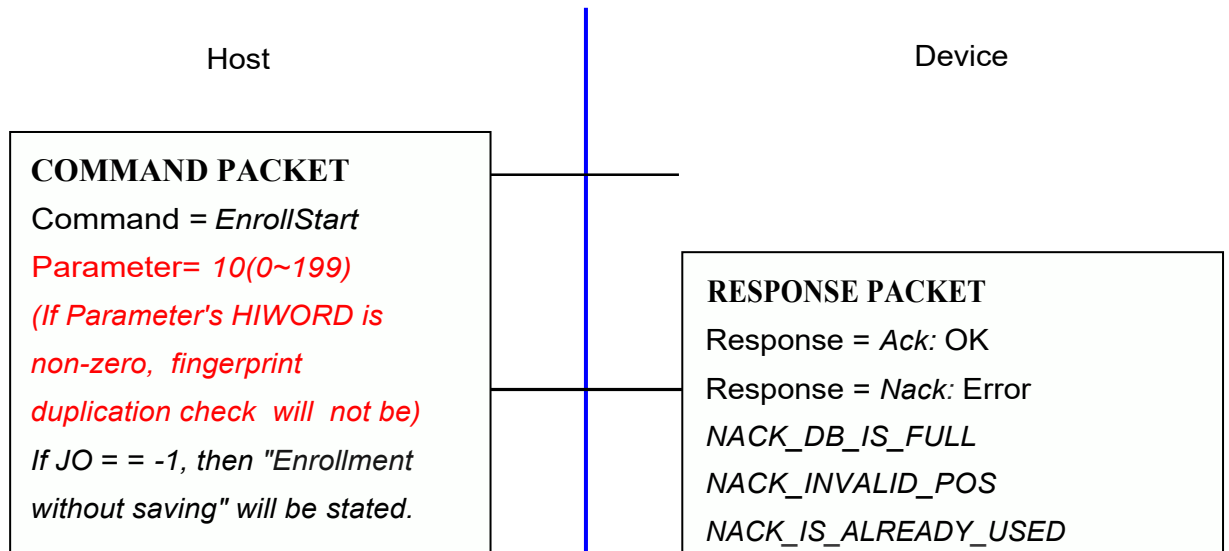 Host
Device
COMMAND PACKET
Command = EnrollStart
Parameter= 10(0~199)
(If Parameter's HIWORD is
non-zero, fingerprint
duplication check will not be)
If JO = = -1, then "Enrollment
without saving" will be stated.
RESPONSE PACKET
Response = Ack: OK
Response = Nack: Error
NACK_DB_IS_FULL
NACK_INVALID_POS
NACK_IS_ALREADY_USED